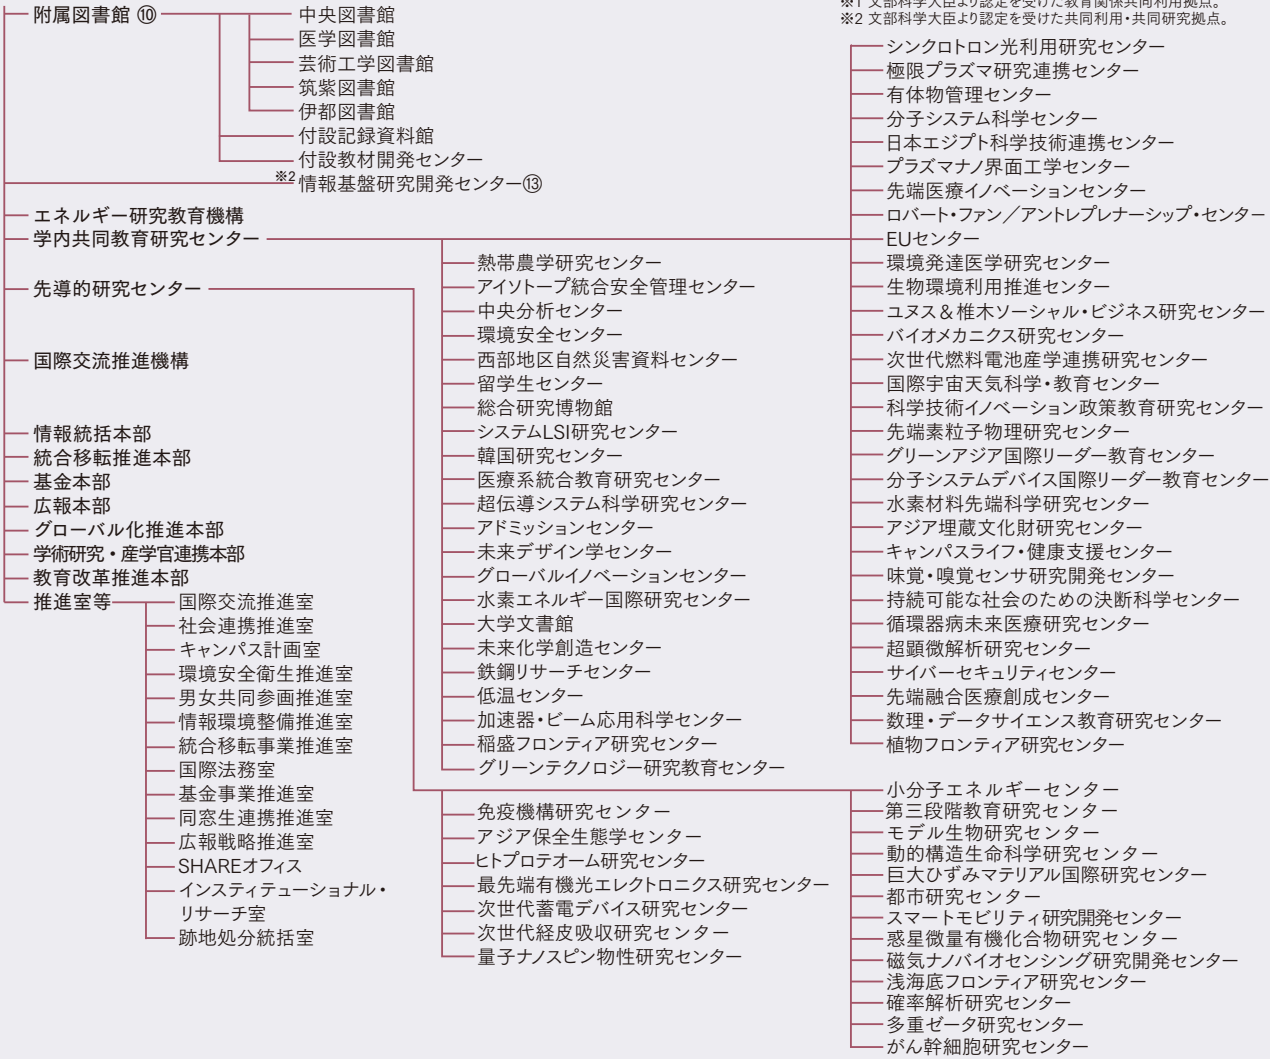 ※1 文部科学大臣より認定を受けた教育関係共同利用拠点。
※2 文部科学大臣より認定を受けた共同利用・共同研究拠点。
附属図書館 ⑩
中央図書館
医学図書館
芸術工学図書館
筑紫図書館
伊都図書館
付設記録資料館
付設教材開発センター
※2 情報基盤研究開発センター⑬
エネルギー研究教育機構
学内共同教育研究センター
先導的研究センター
国際交流推進機構
情報統括本部
統合移転推進本部
基金本部
広報本部
グローバル化推進本部
学術研究・産学官連携本部
教育改革推進本部
推進室等
国際交流推進室
社会連携推進室
キャンパス計画室
環境安全衛生推進室
男女共同参画推進室
情報環境整備推進室
統合移転事業推進室
国際法務室
基金事業推進室
同窓生連携推進室
広報戦略推進室
SHAREオフィス
インスティテューショナル・
リサーチ室
跡地処分統括室
熱帯農学研究センター
アイソトープ統合安全管理センター
中央分析センター
環境安全センター
西部地区自然災害資料センター
留学生センター
総合研究博物館
システムLSI研究センター
韓国研究センター
医療系統合教育研究センター
超伝導システム科学研究センター
アドミッションセンター
未来デザイン学センター
グローバルイノベーションセンター
水素エネルギー国際研究センター
大学文書館
未来化学創造センター
鉄鋼リサーチセンター
低温センター
加速器・ビーム応用科学センター
稲盛フロンティア研究センター
グリーンテクノロジー研究教育センター
シンクロトロン光利用研究センター
極限プラズマ研究連携センター
有体物管理センター
分子システム科学センター
日本エジプト科学技術連携センター
プラズマナノ界面工学センター
先端医療イノベーションセンター
ロバート・ファン／アントレプレナーシップ・センター
EUセンター
環境発達医学研究センター
生物環境利用推進センター
ユヌス＆椎木ソーシャル・ビジネス研究センター
バイオメカニクス研究センター
次世代燃料電池産学連携研究センター
国際宇宙天気科学・教育センター
科学技術イノベーション政策教育研究センター
先端素粒子物理研究センター
グリーンアジア国際リーダー教育センター
分子システムデバイス国際リーダー教育センター
水素材料先端科学研究センター
アジア埋蔵文化財研究センター
キャンパスライフ・健康支援センター
味覚・嗅覚センサ研究開発センター
持続可能な社会のための決断科学センター
循環器病未来医療研究センター
超顕微解析研究センター
サイバーセキュリティセンター
先端融合医療創成センター
数理・データサイエンス教育研究センター
植物フロンティア研究センター
免疫機構研究センター
アジア保全生態学センター
ヒトプロテオーム研究センター
最先端有機光エレクトロニクス研究センター
次世代蓄電デバイス研究センター
次世代経皮吸収研究センター
量子ナノスピン物性研究センター
小分子エネルギーセンター
第三段階教育研究センター
モデル生物研究センター
動的構造生命科学研究センター
巨大ひずみマテリアル国際研究センター
都市研究センター
スマートモビリティ研究開発センター
惑星微量有機化合物研究センター
磁気ナノバイオセンシング研究開発センター
浅海底フロンティア研究センター
確率解析研究センター
多重ゼータ研究センター
がん幹細胞研究センター